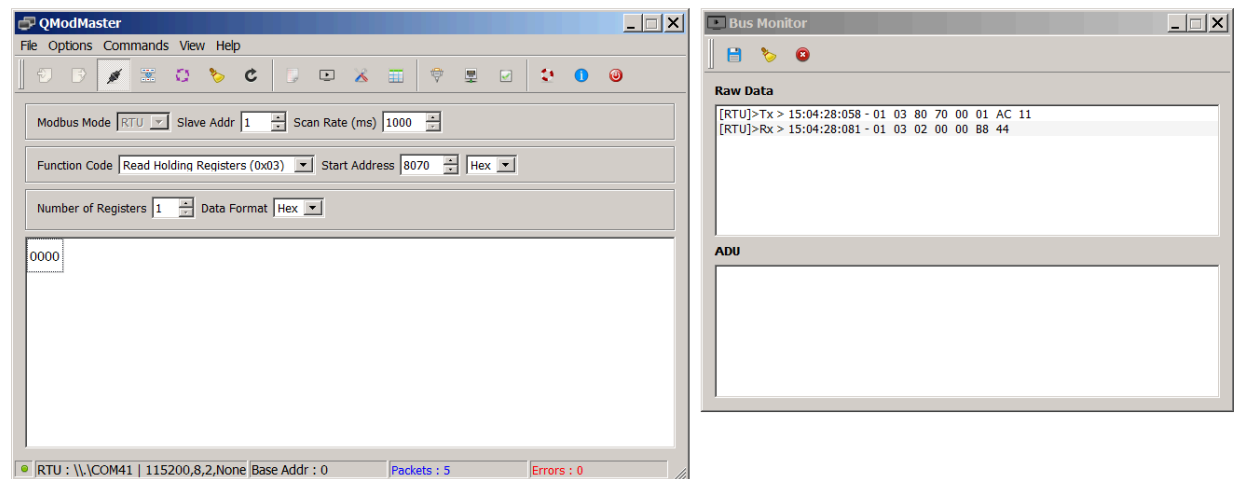 QModMaster
File Options Commands View Help
Modbus Mode RTU Slave Addr 1 Scan Rate (ms) 1000
Function Code Read Holding Registers (0x03) Start Address 8070 Hex
Number of Registers 1 Data Format Hex
0000
RTU : \\.\COM41 | 115200,8,2,None Base Addr : 0 Packets : 5 Errors : 0
Bus Monitor
Raw Data
[RTU]>Tx > 15:04:28:058 - 01 03 80 70 00 01 AC 11
[RTU]>Rx > 15:04:28:081 - 01 03 02 00 00 B8 44
ADU